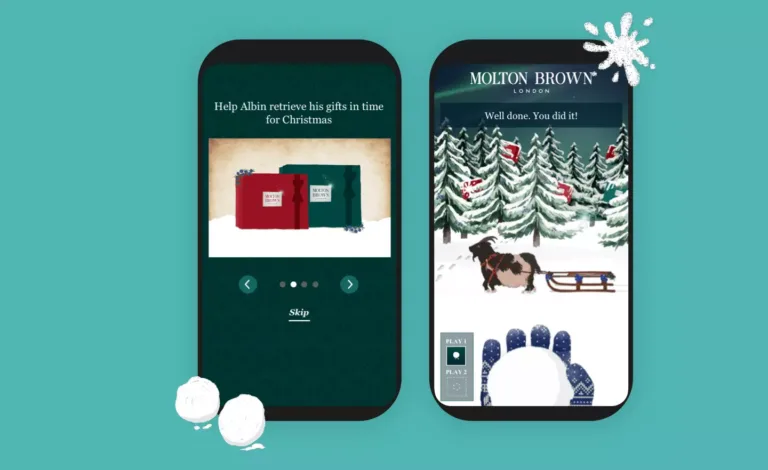 Help Albin retrieve his gifts in time
for Christmas
MOLTON
BROWN
MOLTON
BROWN
Skip
MOLTON BROWN
LONDON
Well done. You did it!
PLAY 1
PLAY 2